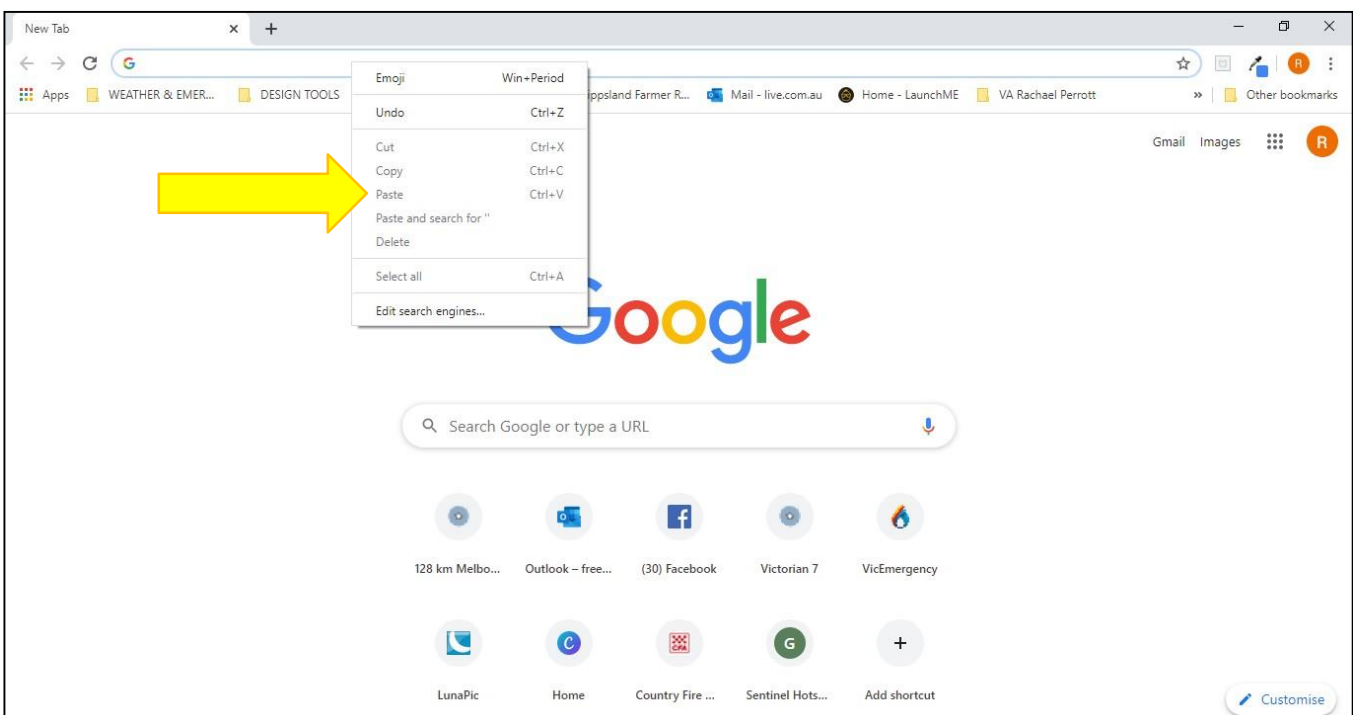 New Tab
G
Apps WEATHER & EMER... DESIGN TOOLS ippsland Farmer R... Mail - live.com.au Home - LaunchME VA Rachael Perrott » Other bookmarks
R
Emoji Win+Period
Undo Ctrl+Z
Cut Ctrl+X
Copy Ctrl+C
Paste Ctrl+V
Paste and search for ''
Delete
Select all Ctrl+A
Edit search engines...
Gmail Images R
Google
Search Google or type a URL
128 km Melbo... Outlook – free... (30) Facebook Victorian 7 VicEmergency
CFA G
LunaPic Home Country Fire ... Sentinel Hots... Add shortcut
Customise